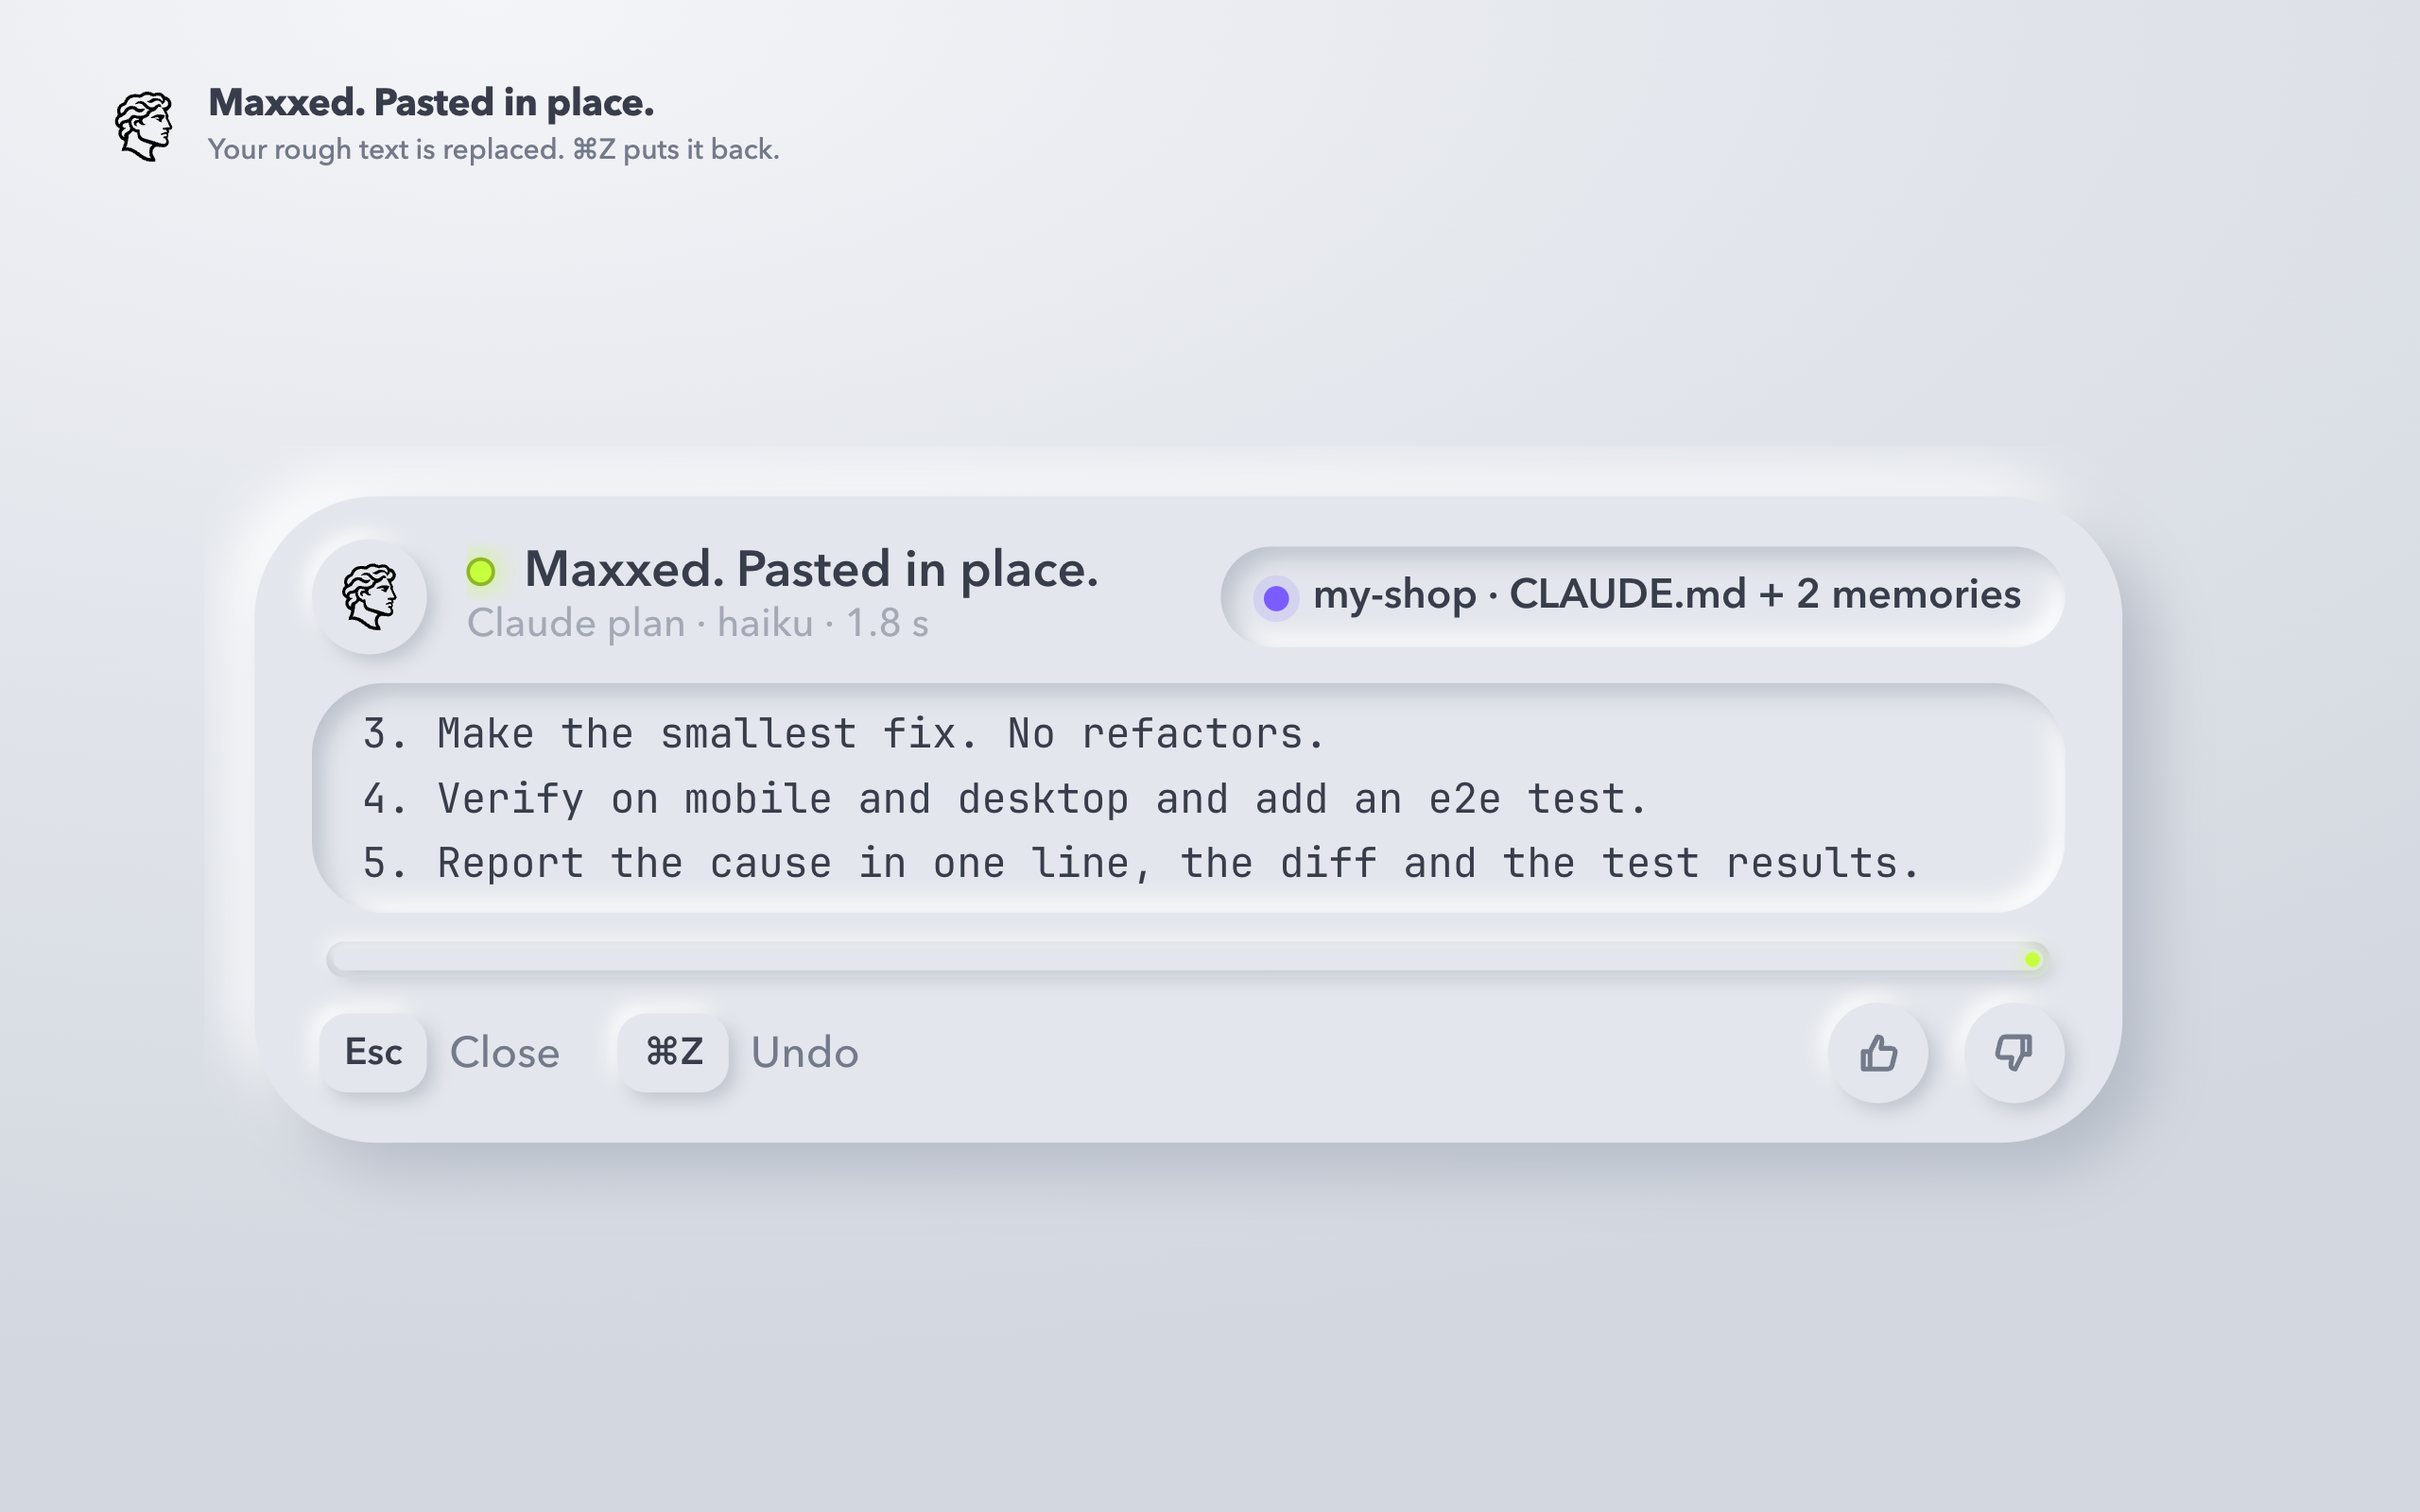 Maxxed. Pasted in place.
Your rough text is replaced. ⌘Z puts it back.
Maxxed. Pasted in place.
Claude plan · haiku · 1.8 s
my-shop · CLAUDE.md + 2 memories
3. Make the smallest fix. No refactors.
4. Verify on mobile and desktop and add an e2e test.
5. Report the cause in one line, the diff and the test results.
Esc Close ⌘Z Undo